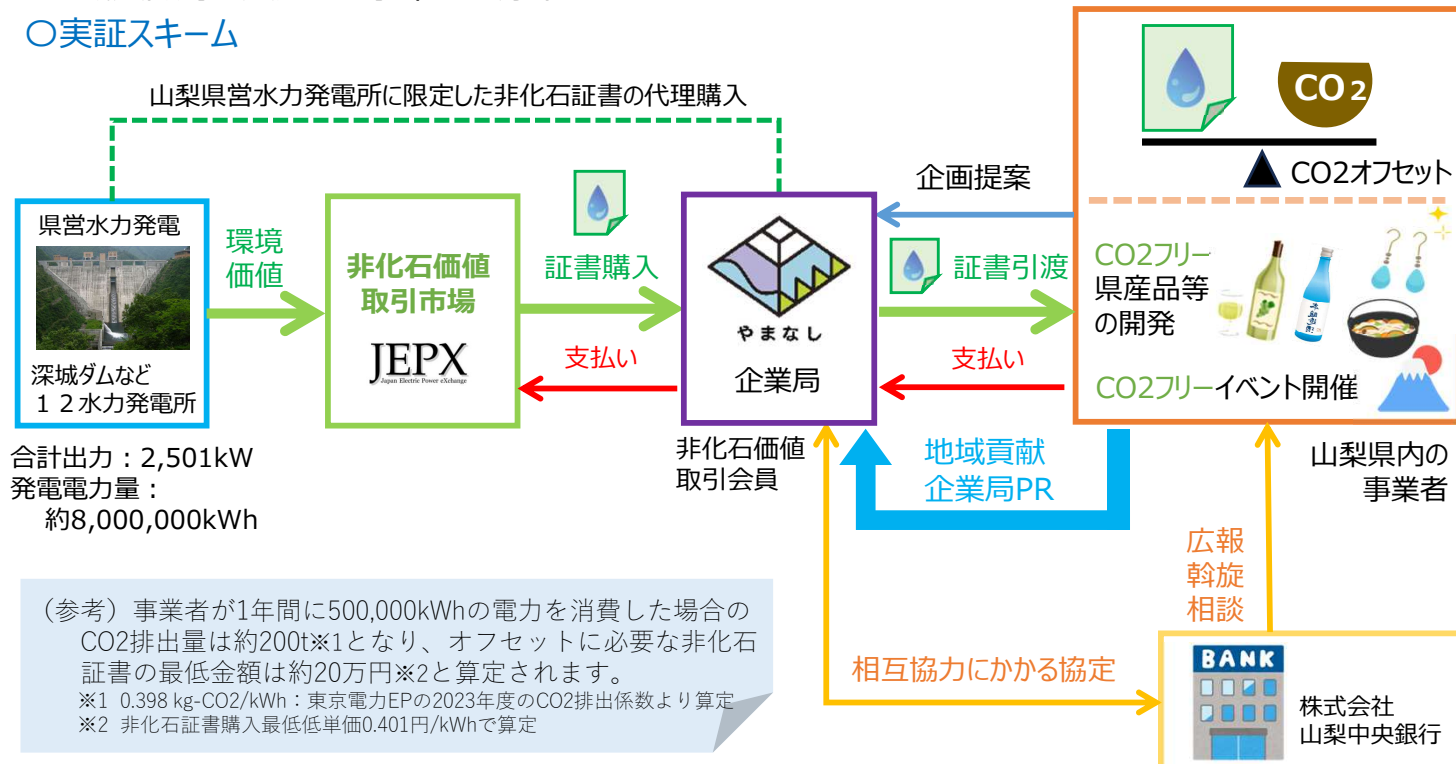 〇実証スキーム
山梨県営水力発電所に限定した非化石証書の代理購入
県営水力発電
深城ダムなど
１２水力発電所
合計出力：2,501kW
発電電力量：
約8,000,000kWh
環境
価値
非化石価値
取引市場
JEPX
Japan Electric Power eXchange
証書購入
支払い
やまなし
企業局
非化石価値
取引会員
企画提案
証書引渡
支払い
地域貢献
企業局PR
CO2
CO2オフセット
CO2フリー
県産品等
の開発
CO2フリーイベント開催
山梨県内の
事業者
広報
斡旋
相談
相互協力にかかる協定
BANK
株式会社
山梨中央銀行
（参考）事業者が1年間に500,000kWhの電力を消費した場合の
CO2排出量は約200t※1となり、オフセットに必要な非化石
証書の最低金額は約20万円※2と算定されます。
※1 0.398 kg-CO2/kWh：東京電力EPの2023年度のCO2排出係数より算定
※2 非化石証書購入最低低単価0.401円/kWhで算定